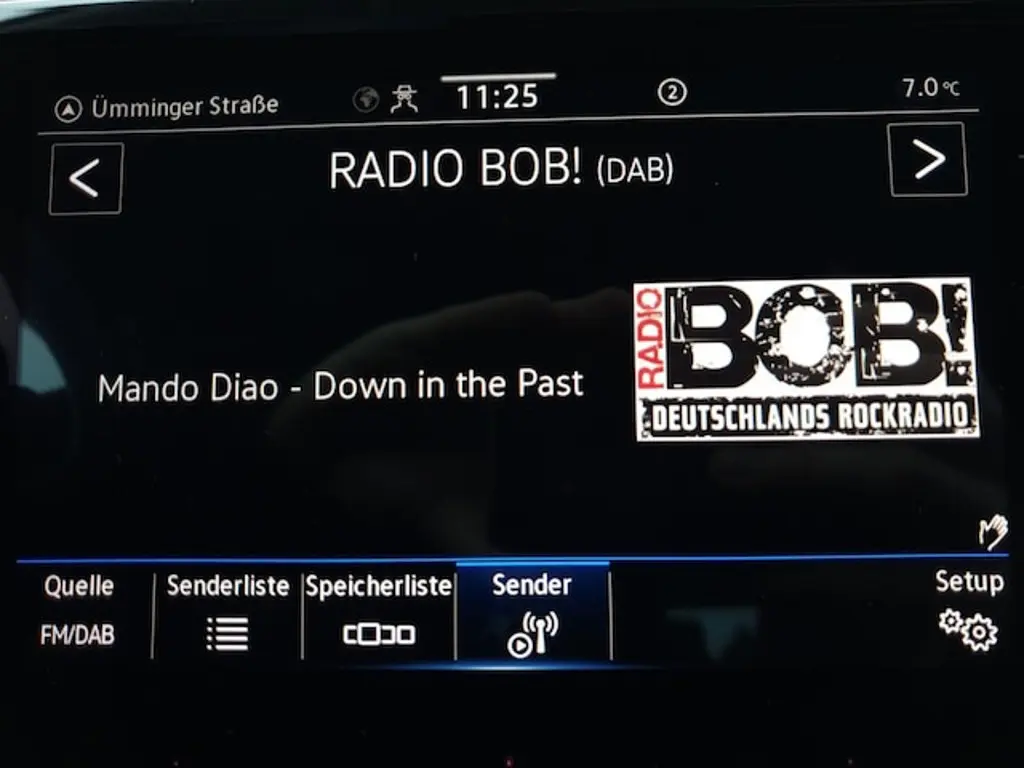 Ümminger Straße
11:25
2
7.0 °C
<
RADIO BOB! (DAB)
>
Mando Diao - Down in the Past
RADIO BOB!
DEUTSCHLANDS ROCKRADIO
Quelle
FM/DAB
Senderliste
Speicherliste
Sender
Setup